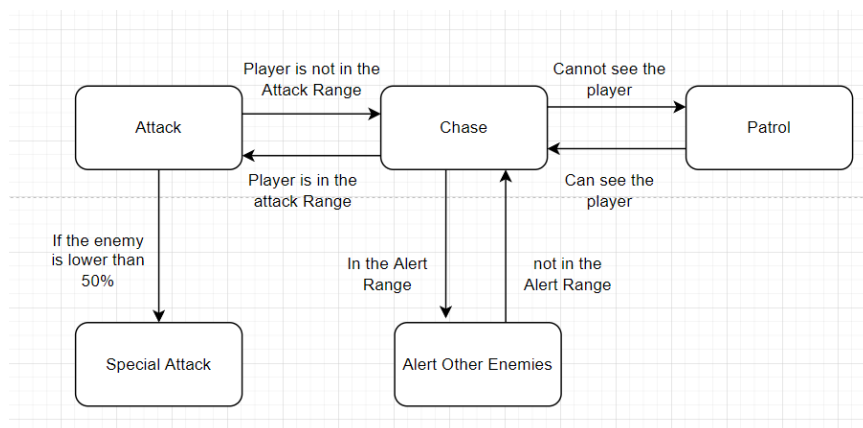 Player is not in the
Attack Range
Cannot see the
player
Attack
Chase
Patrol
Player is in the
attack Range
Can see the
player
If the enemy
is lower than
50%
In the Alert
Range
not in the
Alert Range
Special Attack
Alert Other Enemies